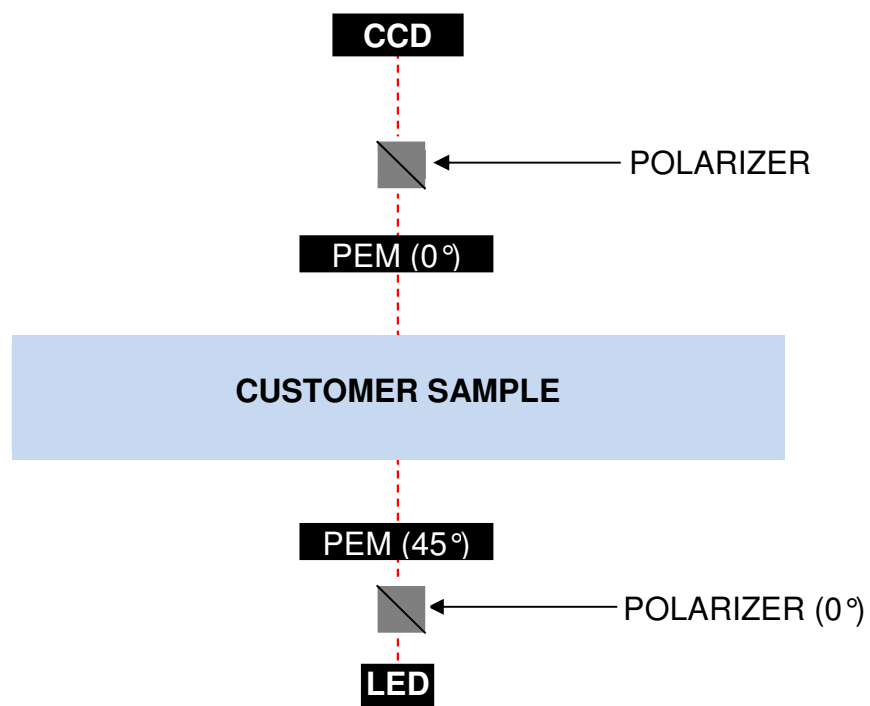 CCD
POLARIZER
PEM (0°)
CUSTOMER SAMPLE
PEM (45°)
POLARIZER (0°)
LED